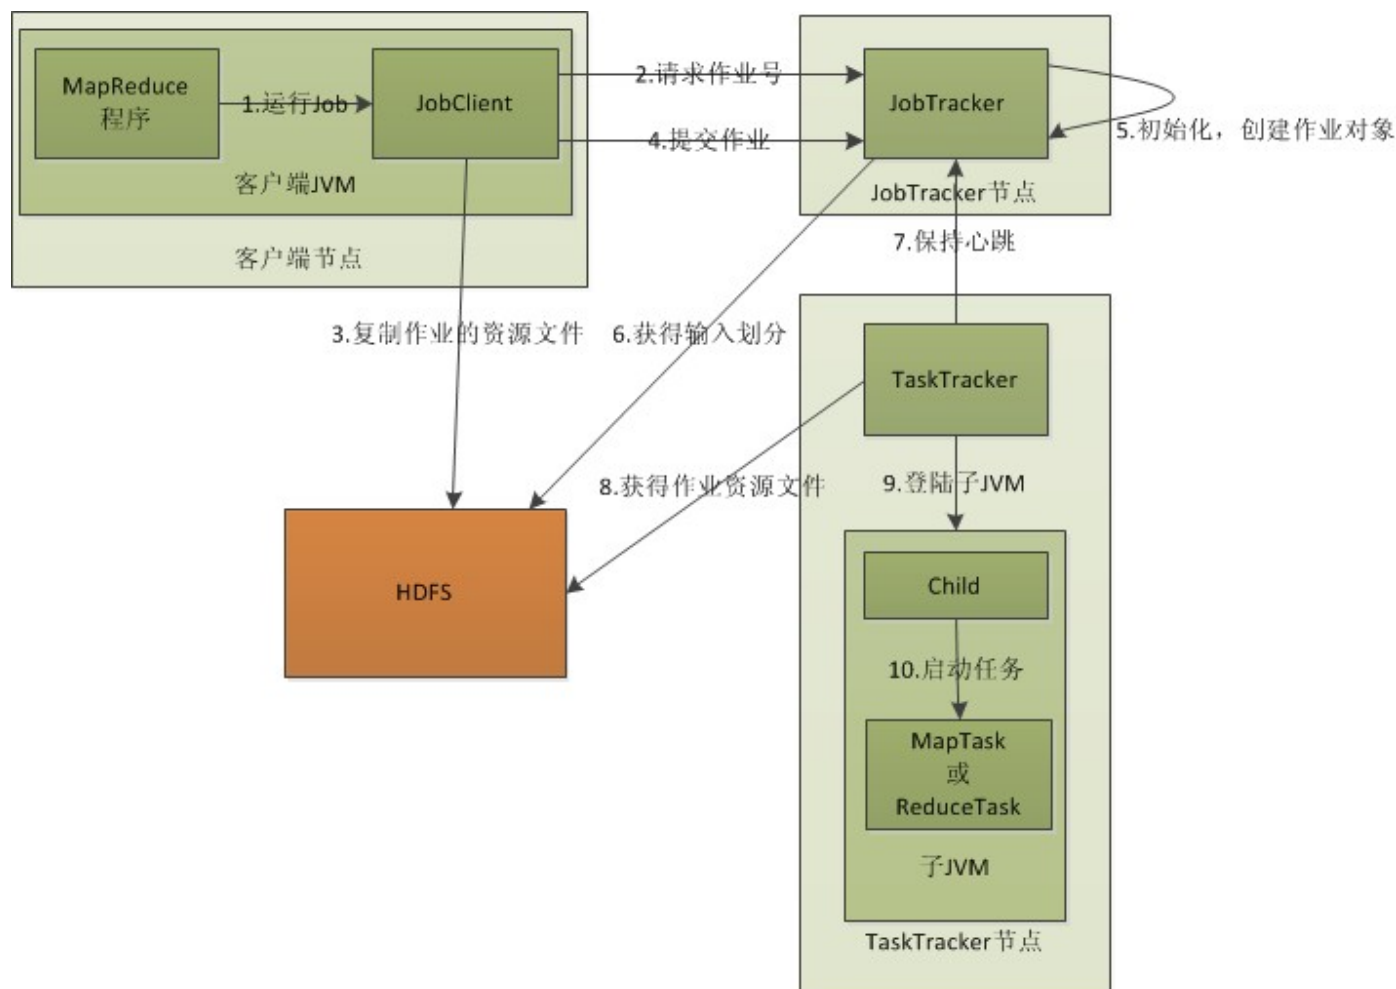 MapReduce
程序
1.运行Job
JobClient
客户端JVM
客户端节点
2.请求作业号
4.提交作业
JobTracker
JobTracker节点
5.初始化，创建作业对象
7.保持心跳
3.复制作业的资源文件
6.获得输入划分
TaskTracker
8.获得作业资源文件
9.登陆子JVM
HDFS
Child
10.启动任务
MapTask
或
ReduceTask
子JVM
TaskTracker节点